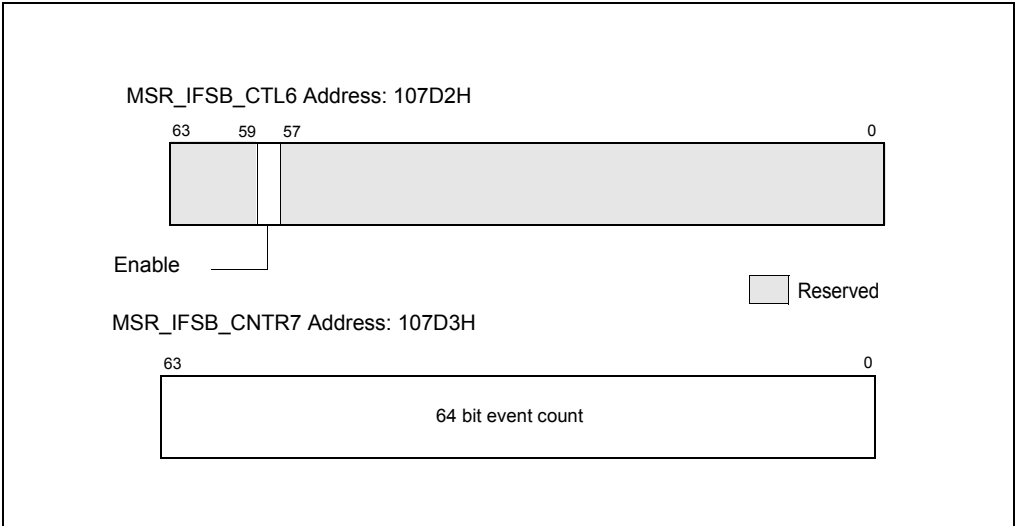 MSR_IFSB_CTL6 Address: 107D2H
63 59 57 0
Enable
Reserved
MSR_IFSB_CNTR7 Address: 107D3H
63 0
64 bit event count